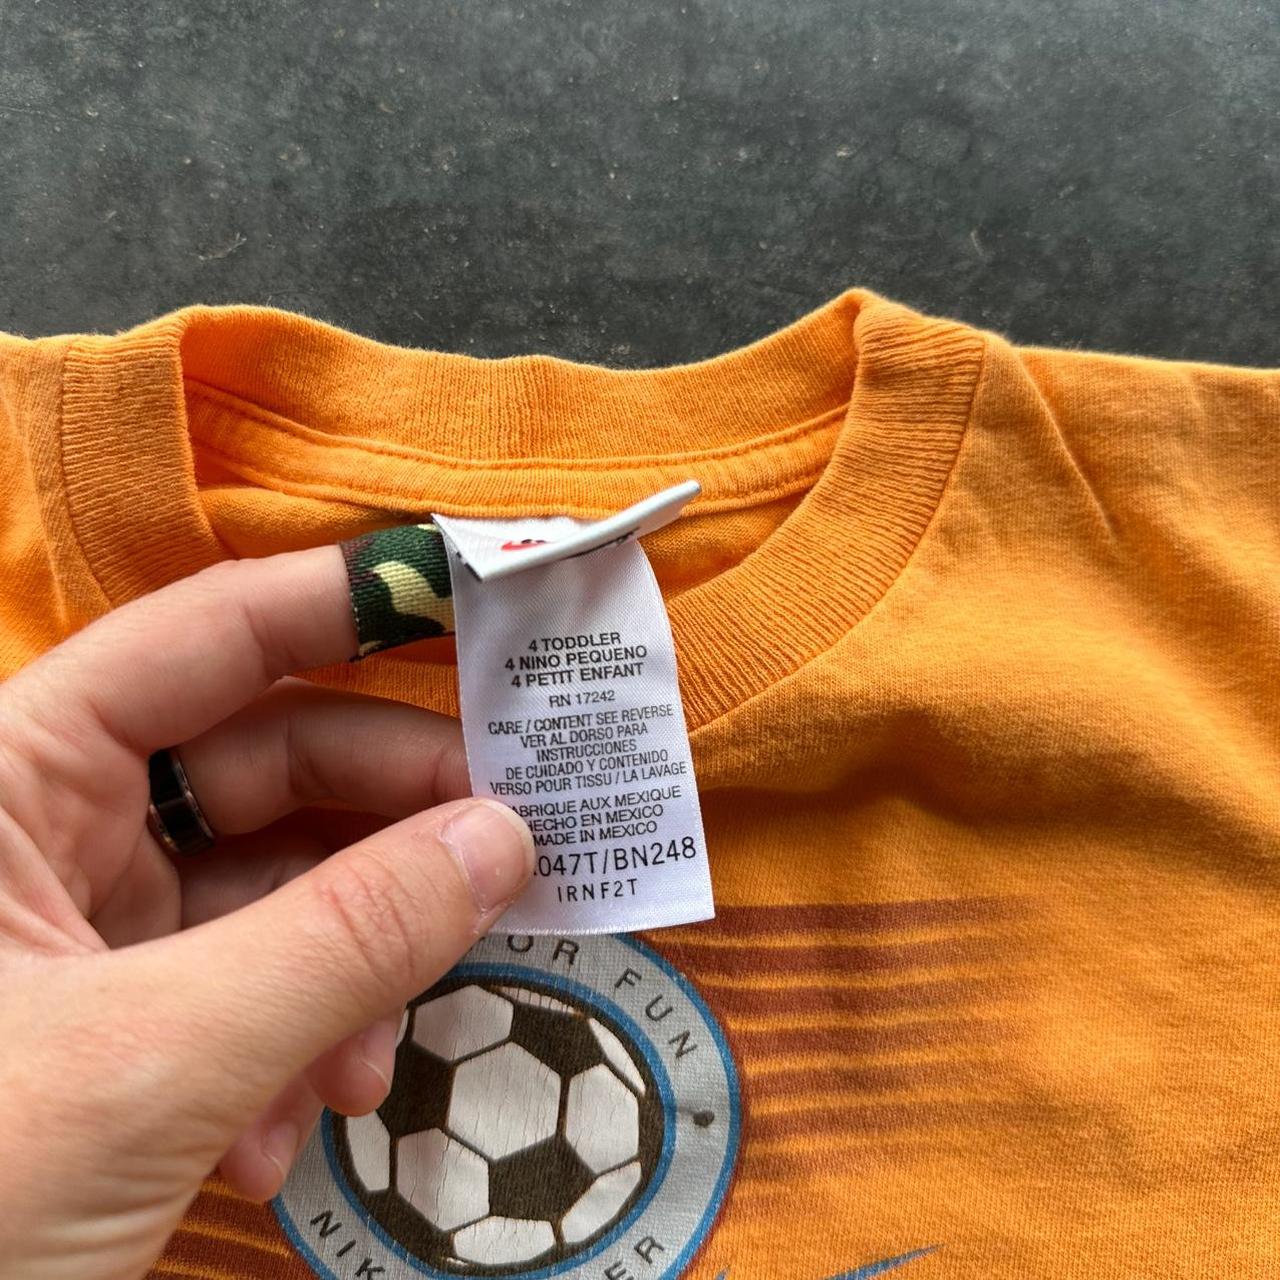 4 TODDLER
4 NINO PEQUENO
4 PETIT ENFANT
RN 17242
CARE / CONTENT SEE REVERSE
VER AL DORSO PARA
INSTRUCCIONES
DE CUIDADO Y CONTENIDO
VERSO POUR TISSU / LA LAVAGE
ABRIQUE AUX MEXIQUE
HECHO EN MEXICO
MADE IN MEXICO
047T/BN248
IRNF2T
FOR FUN
NIK
ER